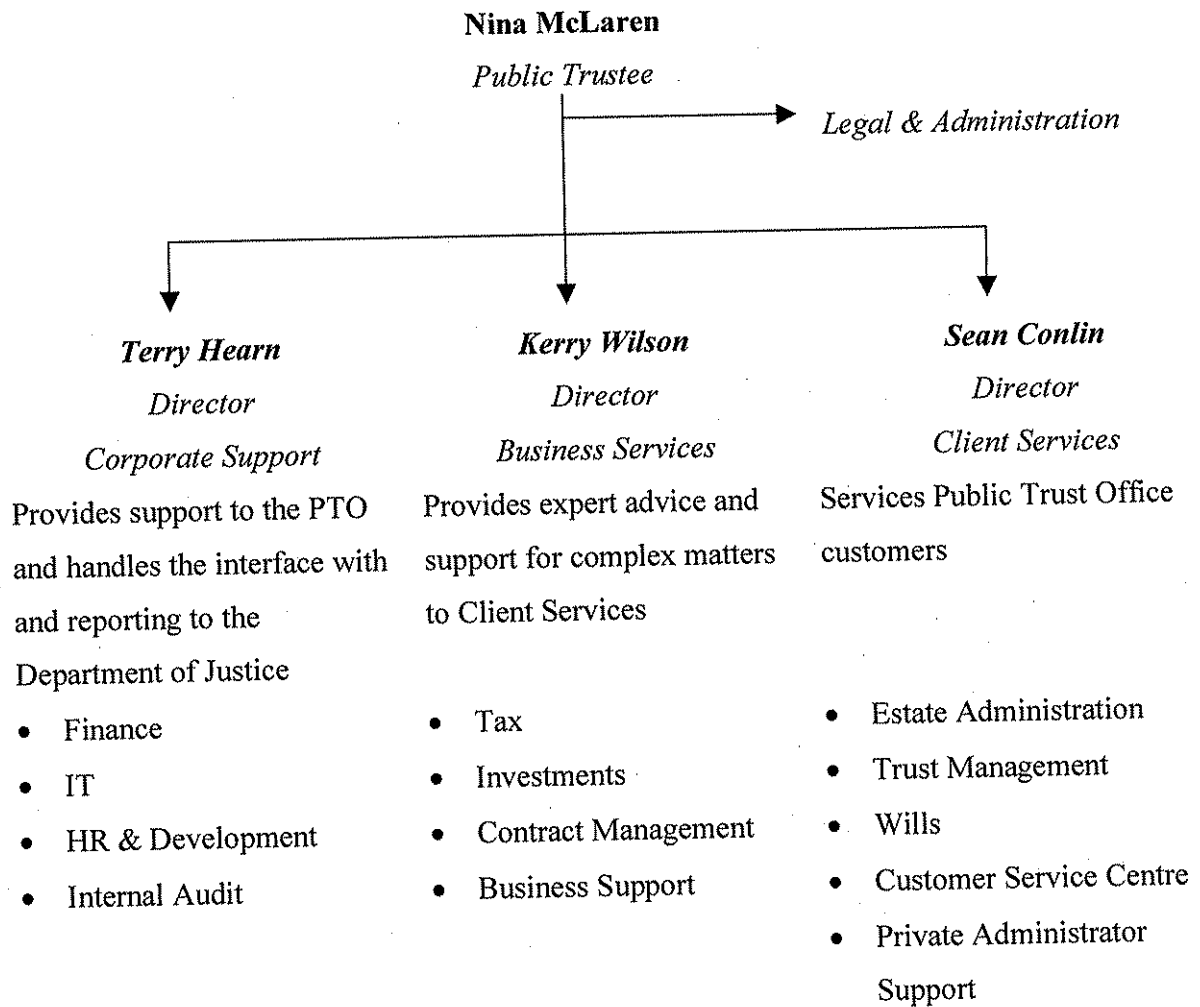 Nina McLaren
Public Trustee
Legal & Administration
Terry Hearn
Director
Corporate Support
Provides support to the PTO
and handles the interface with
and reporting to the
Department of Justice
• Finance
• IT
• HR & Development
• Internal Audit
Kerry Wilson
Director
Business Services
Provides expert advice and
support for complex matters
to Client Services
• Tax
• Investments
• Contract Management
• Business Support
Sean Conlin
Director
Client Services
Services Public Trust Office
customers
• Estate Administration
• Trust Management
• Wills
• Customer Service Centre
• Private Administrator
Support